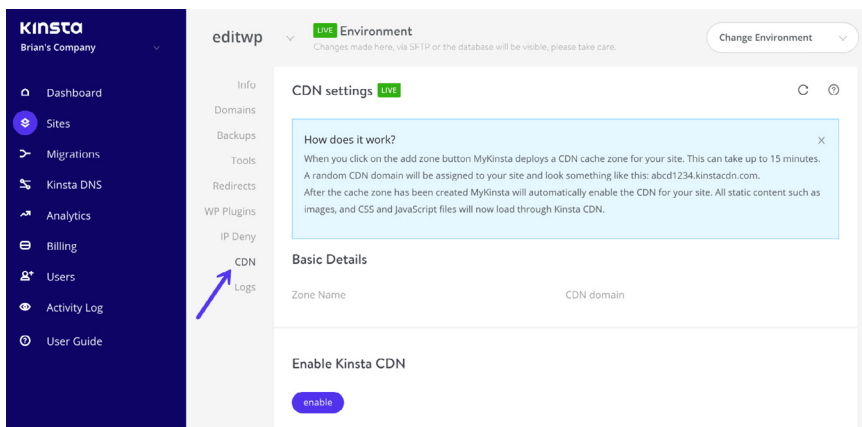 KINSTA
Brian's Company
Dashboard
Sites
Migrations
Kinsta DNS
Analytics
Billing
Users
Activity Log
User Guide
editwp
LIVE Environment
Changes made here, via SFTP or the database will be visible, please take care.
Change Environment
Info
Domains
Backups
Tools
Redirects
WP Plugins
IP Deny
CDN
Logs
CDN settings LIVE
How does it work?
When you click on the add zone button MyKinsta deploys a CDN cache zone for your site. This can take up to 15 minutes.
A random CDN domain will be assigned to your site and look something like this: abcd1234.kinstacdn.com.
After the cache zone has been created MyKinsta will automatically enable the CDN for your site. All static content such as
images, and CSS and JavaScript files will now load through Kinsta CDN.
Basic Details
Zone Name
CDN domain
Enable Kinsta CDN
enable